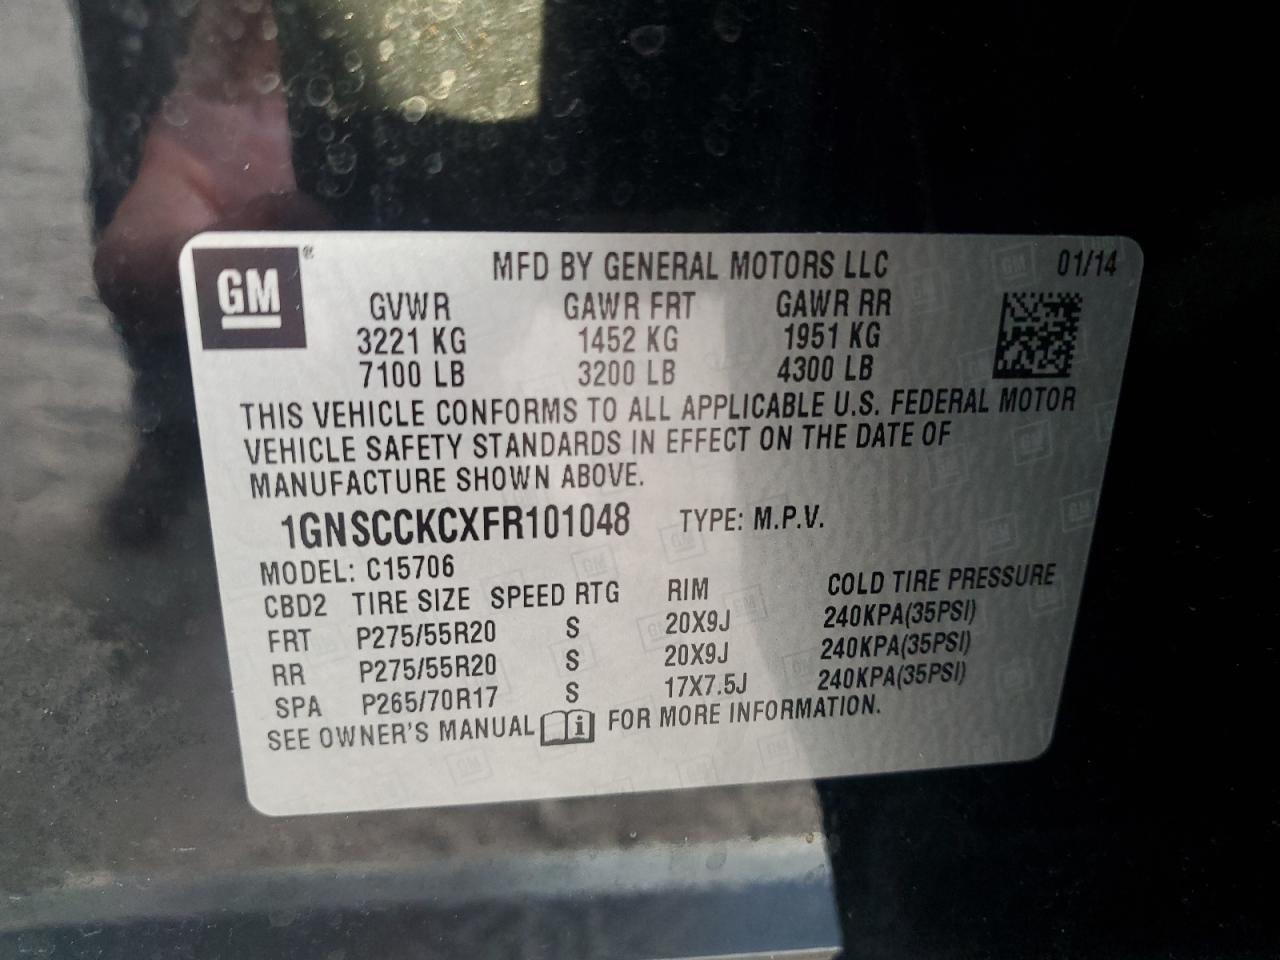 GM ®
MFD BY GENERAL MOTORS LLC 01/14
GVWR GAWR FRT GAWR RR
3221 KG 1452 KG 1951 KG
7100 LB 3200 LB 4300 LB
THIS VEHICLE CONFORMS TO ALL APPLICABLE U.S. FEDERAL MOTOR
VEHICLE SAFETY STANDARDS IN EFFECT ON THE DATE OF
MANUFACTURE SHOWN ABOVE.
1GNSCCKCXFR101048 TYPE: M.P.V.
MODEL: C15706
CBD2 TIRE SIZE SPEED RTG RIM COLD TIRE PRESSURE
FRT P275/55R20 S 20X9J 240KPA(35PSI)
RR P275/55R20 S 20X9J 240KPA(35PSI)
SPA P265/70R17 S 17X7.5J 240KPA(35PSI)
SEE OWNER'S MANUAL i FOR MORE INFORMATION.